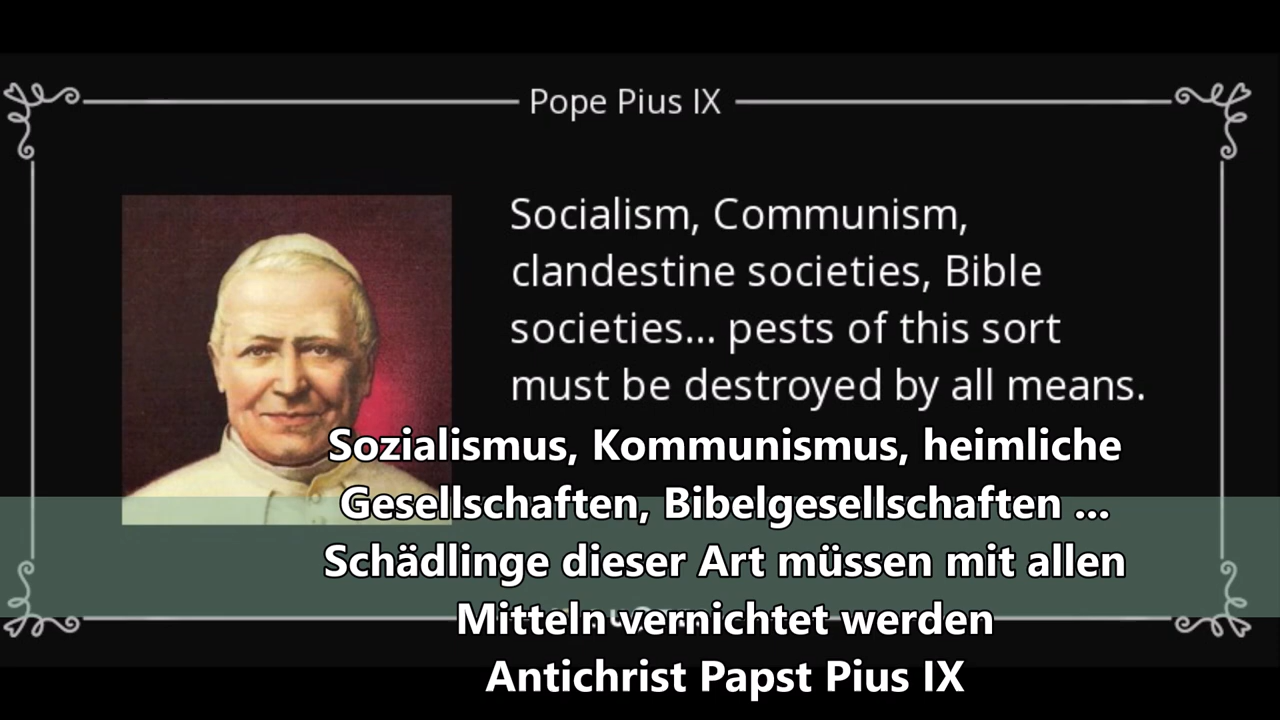 Pope Pius IX
Socialism, Communism,
clandestine societies, Bible
societies... pests of this sort
must be destroyed by all means.
Sozialismus, Kommunismus, heimliche
Gesellschaften, Bibelgesellschaften ...
Schädlinge dieser Art müssen mit allen
Mitteln vernichtet werden
Antichrist Papst Pius IX